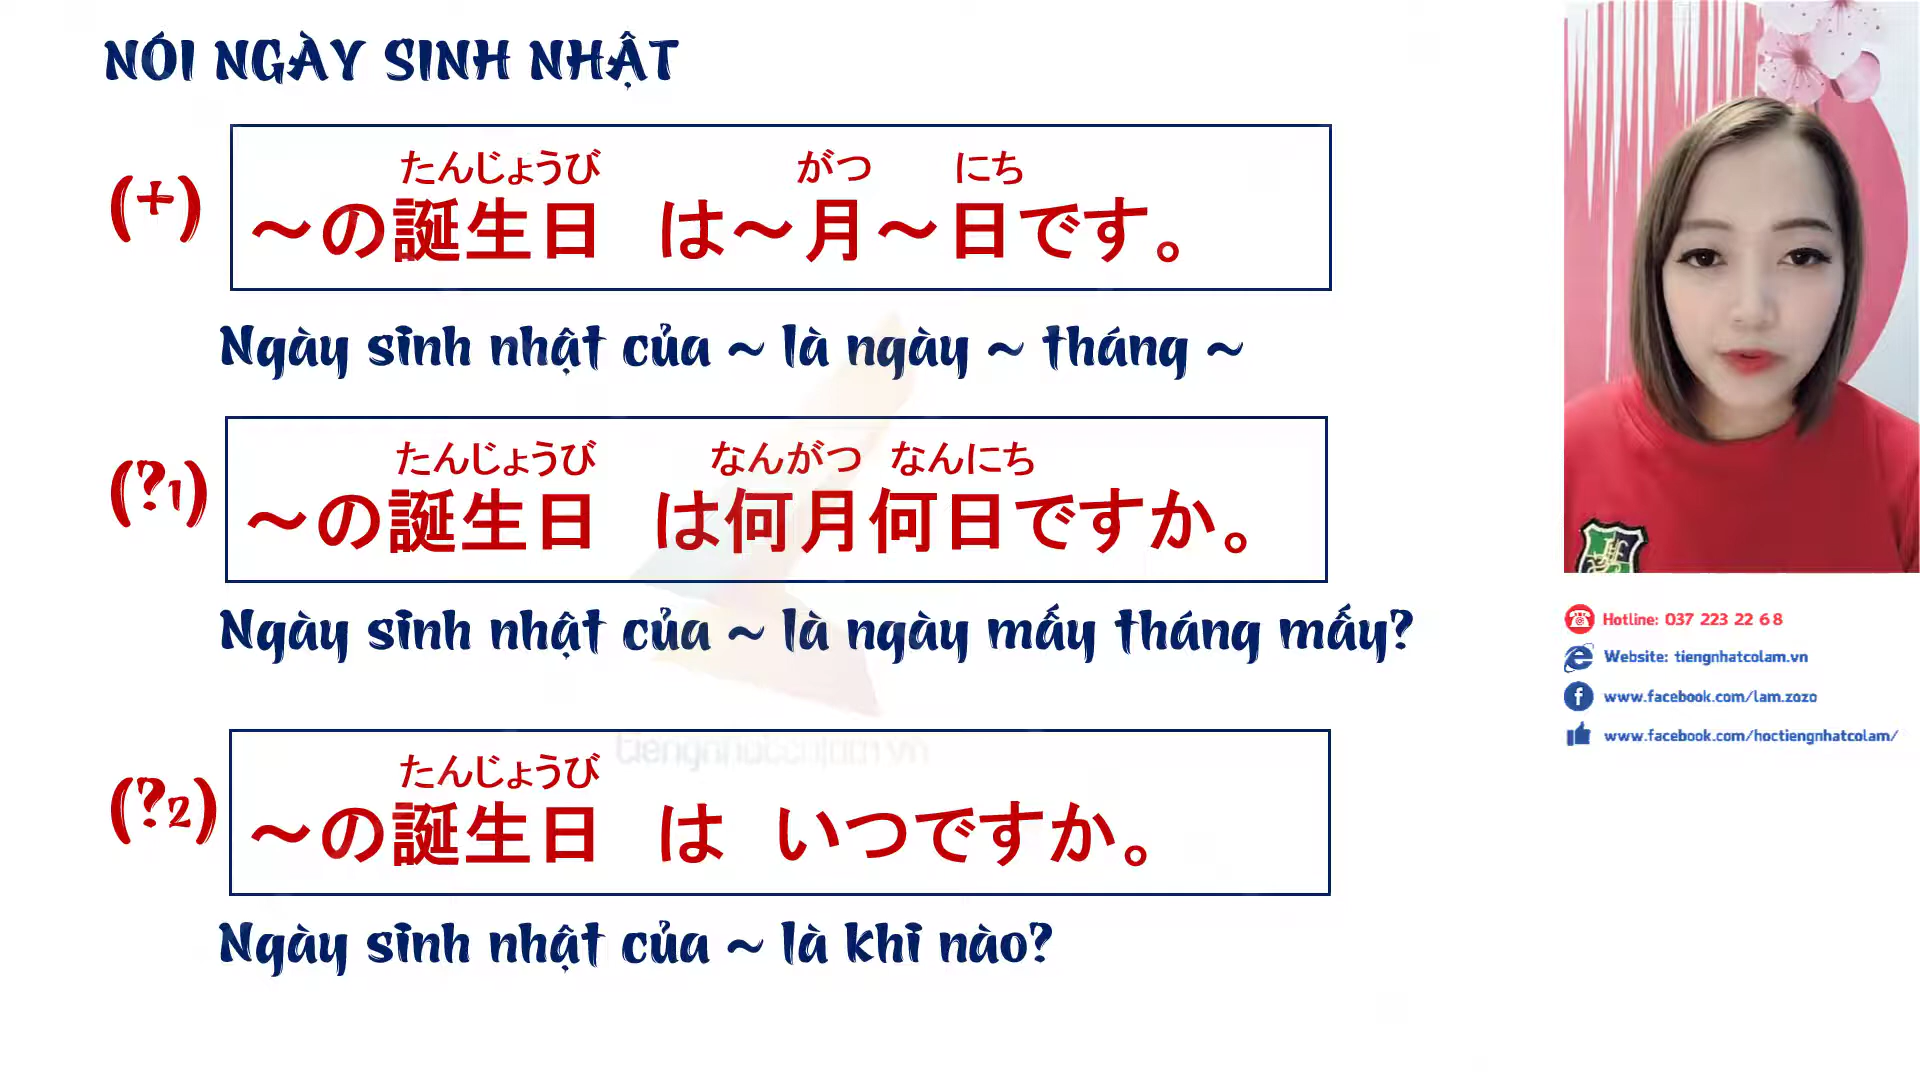 NÓI NGÀY SINH NHẬT
(+)
たんじょうび がつ にち
～の誕生日 は～月～日です。
Ngày sinh nhật của ~ là ngày ~ tháng ~
(?1)
たんじょうび なんがつ なんにち
～の誕生日 は何月何日ですか。
Ngày sinh nhật của ~ là ngày mấy tháng mấy?
tiengnhatcolam.vn
(?2)
たんじょうび
～の誕生日 は いつですか。
Ngày sinh nhật của ~ là khi nào?
Hotline: 037 223 22 68
Website: tiengnhatcolam.vn
www.facebook.com/lam.zozo
www.facebook.com/hoctiengnhatcolam/